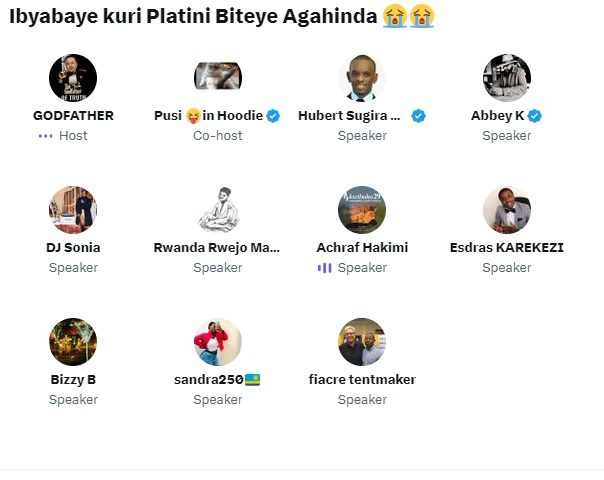 Ibyabaye kuri Platini Biteye Agahinda 😭😭
GODFATHER
Host
Pusi 😝in Hoodie
Co-host
Hubert Sugira ...
Speaker
Abbey K
Speaker
DJ Sonia
Speaker
Rwanda Rwejo Ma...
Speaker
Achraf Hakimi
Speaker
Esdras KAREKEZI
Speaker
Bizzy B
Speaker
sandra250🇷🇼
Speaker
fiacre tentmaker
Speaker